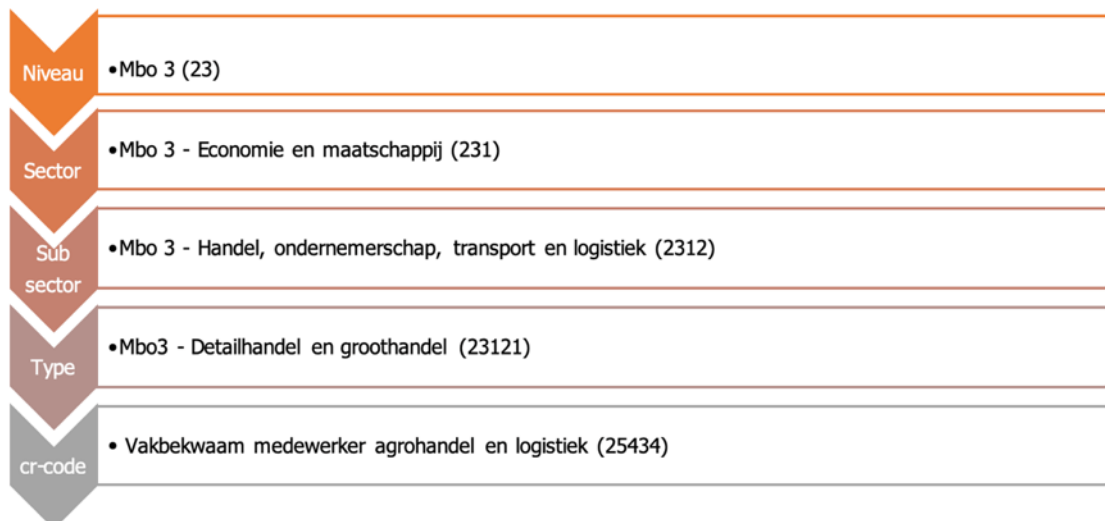 Niveau
•Mbo 3 (23)
Sector
•Mbo 3 - Economie en maatschappij (231)
Sub
sector
•Mbo 3 - Handel, ondernemerschap, transport en logistiek (2312)
Type
•Mbo3 - Detailhandel en groothandel (23121)
cr-code
• Vakbekwaam medewerker agrohandel en logistiek (25434)